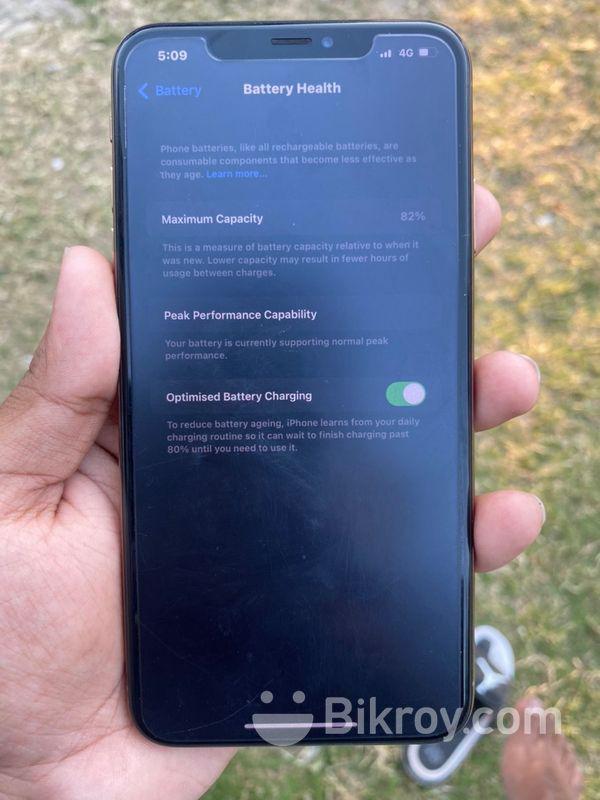 5:09
4G
Battery
Battery Health
Phone batteries, like all rechargeable batteries, are
consumable components that become less effective as
they age. Learn more...
Maximum Capacity
82%
This is a measure of battery capacity relative to when it
was new. Lower capacity may result in fewer hours of
usage between charges.
Peak Performance Capability
Your battery is currently supporting normal peak
performance.
Optimised Battery Charging
To reduce battery ageing, iPhone learns from your daily
charging routine so it can wait to finish charging past
80% until you need to use it.
Bikroy.com